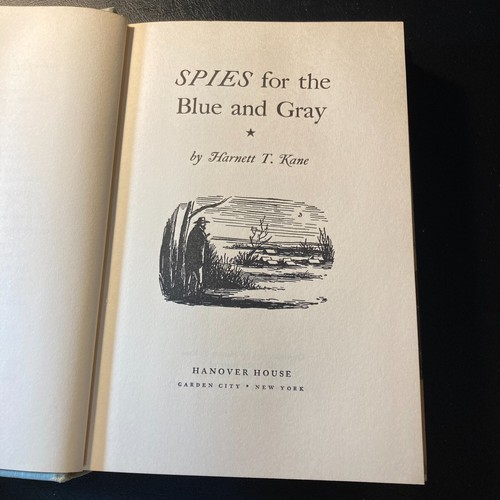 SPIES for the
Blue and Gray
★
by Harnett T. Kane
HANOVER HOUSE
GARDEN CITY • NEW YORK